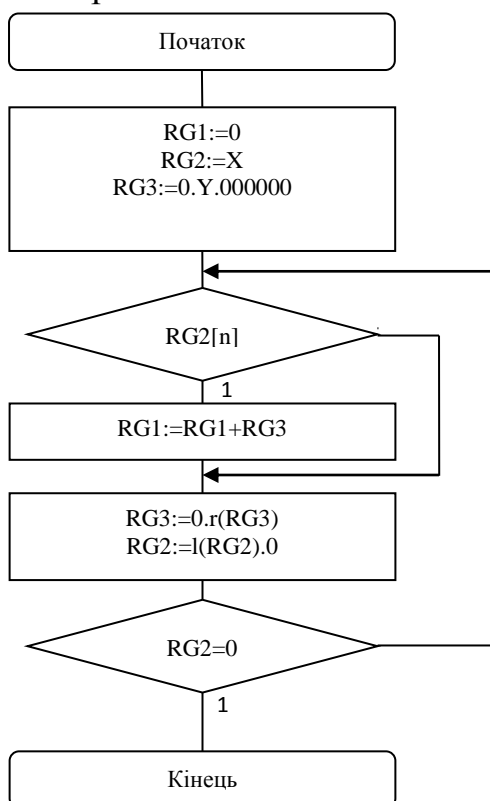 Початок
RG1:=0
RG2:=X
RG3:=0.Y.000000
RG2[n]
1
RG1:=RG1+RG3
RG3:=0.r(RG3)
RG2:=l(RG2).0
RG2=0
1
Кінець